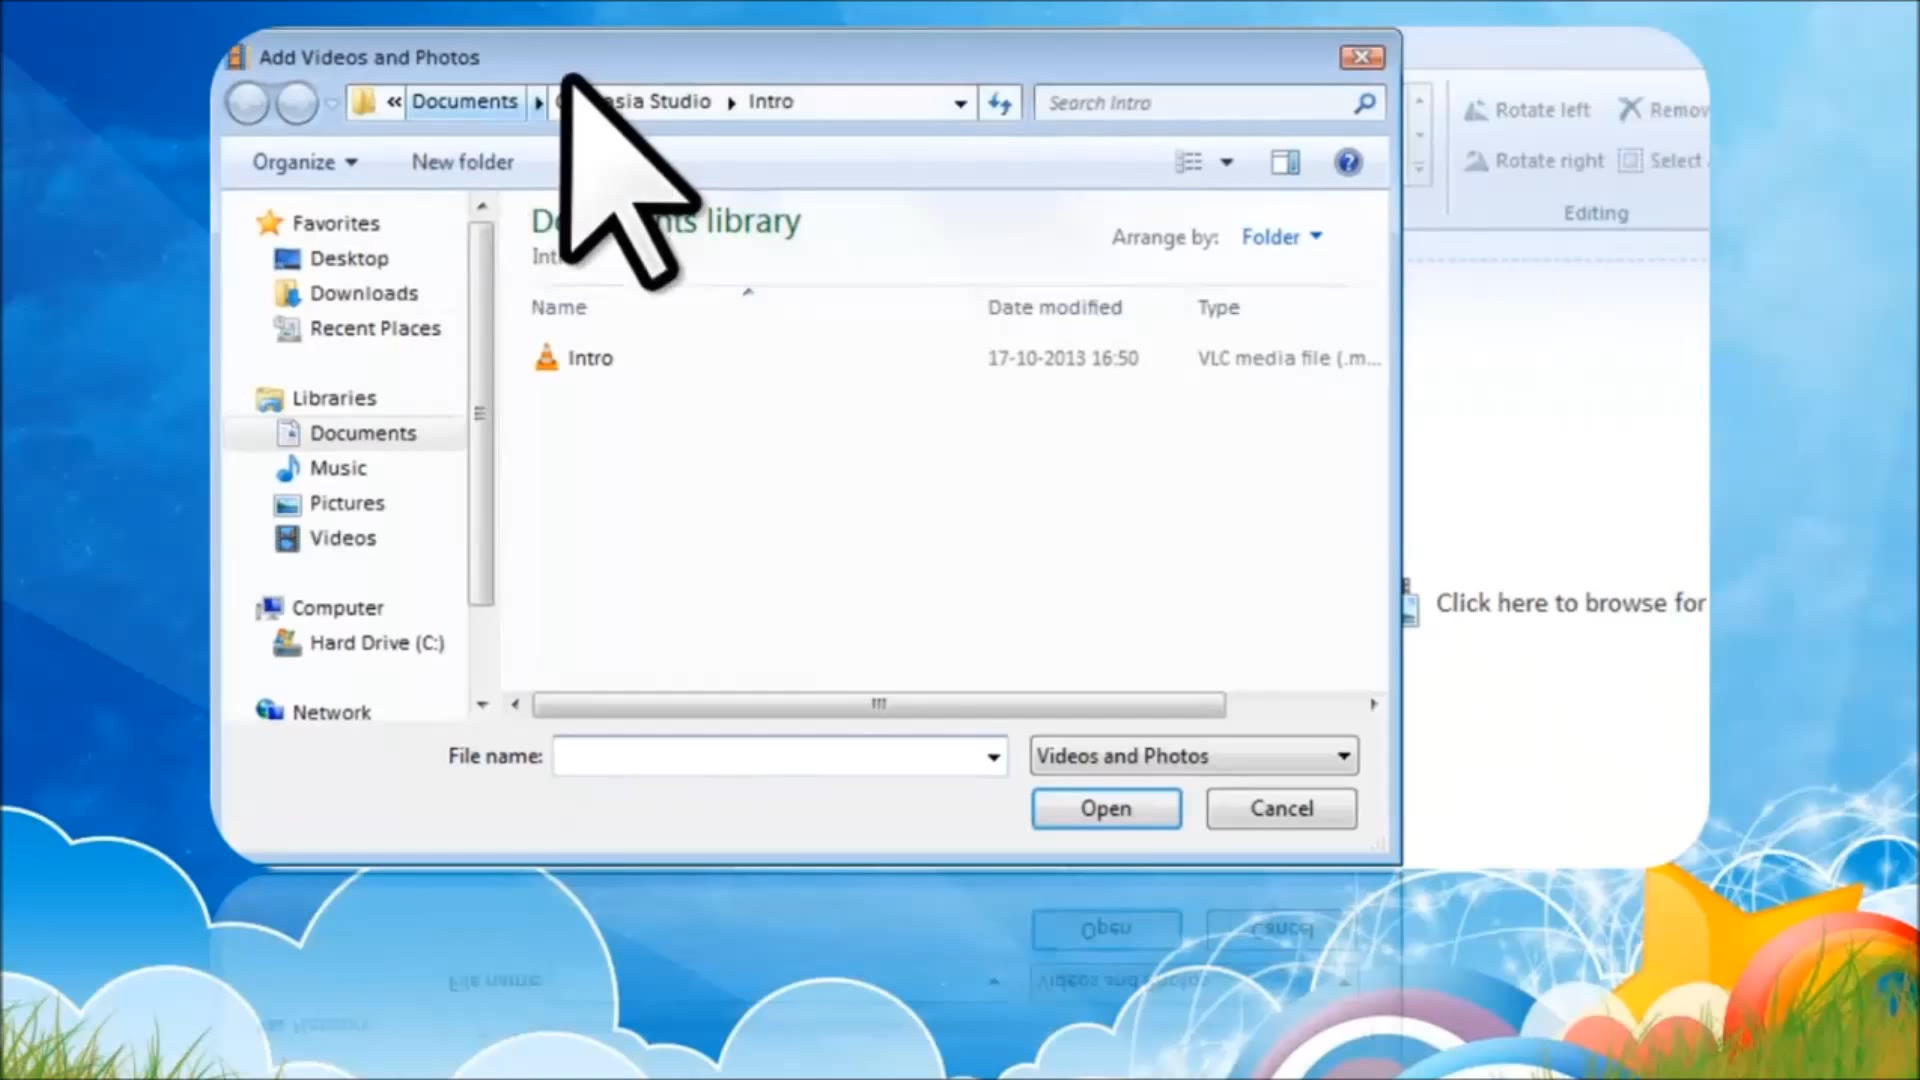 Add Videos and Photos
« Documents asia Studio Intro
Search Intro
Organize
New folder
Rotate left
Remov
Rotate right
Select
Editing
Favorites
Desktop
Downloads
Recent Places
Libraries
Documents
Music
Pictures
Videos
Computer
Hard Drive (C:)
Network
library
Arrange by: Folder
Name Date modified Type
Intro 17-10-2013 16:50 VLC media file (.m...
Click here to browse for
File name:
Videos and Photos
Open
Cancel